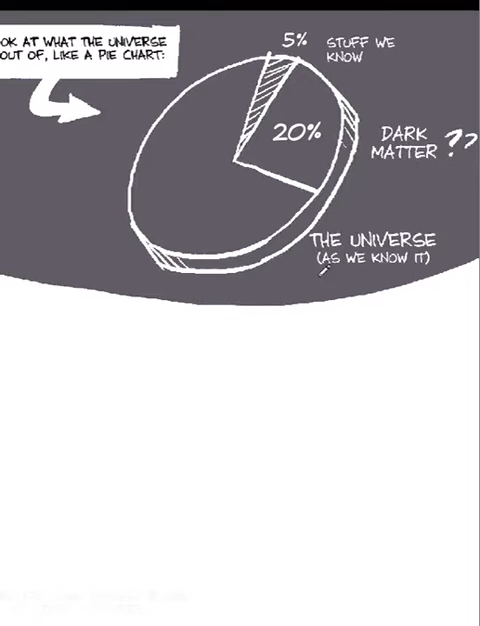 OK AT WHAT THE UNIVERSE
OUT OF, LIKE A PIE CHART:
5%
STUFF WE
KNOW
20%
DARK
MATTER ??
THE UNIVERSE
(AS WE KNOW IT)